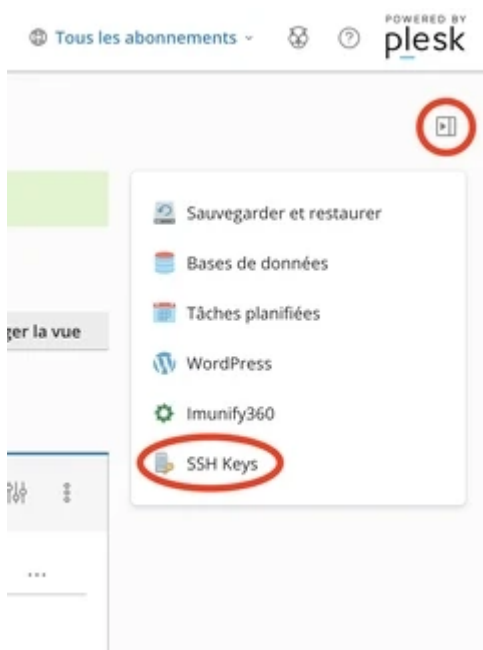 Tous les abonnements
POWERED BY
plesk
Sauvegarder et restaurer
Bases de données
ger la vue
Tâches planifiées
WordPress
Imunify360
SSH Keys